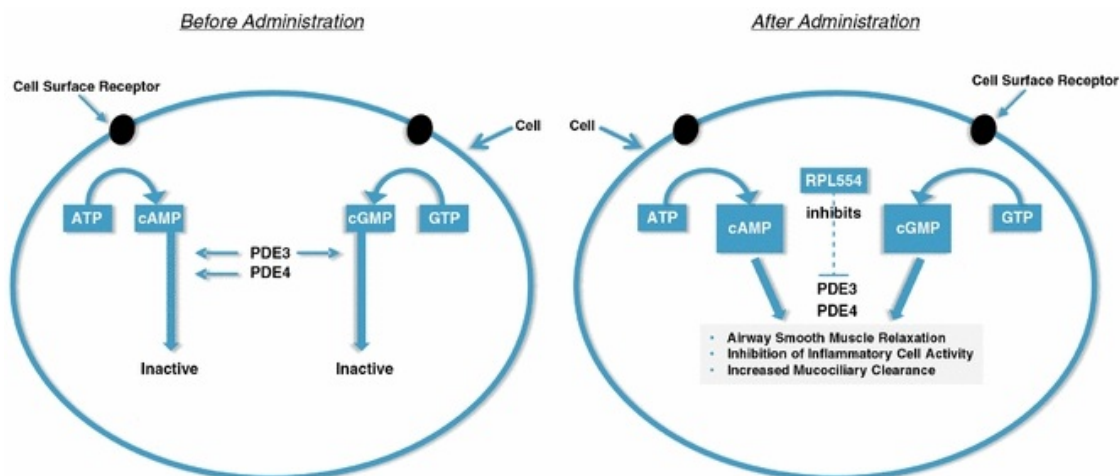 Before Administration
Cell Surface Receptor
Cell
ATP
cAMP
cGMP
GTP
PDE3
PDE4
Inactive
Inactive
After Administration
Cell Surface Receptor
Cell
RPL554
ATP
inhibits
GTP
cAMP
cGMP
PDE3
PDE4
• Airway Smooth Muscle Relaxation
• Inhibition of Inflammatory Cell Activity
• Increased Mucociliary Clearance